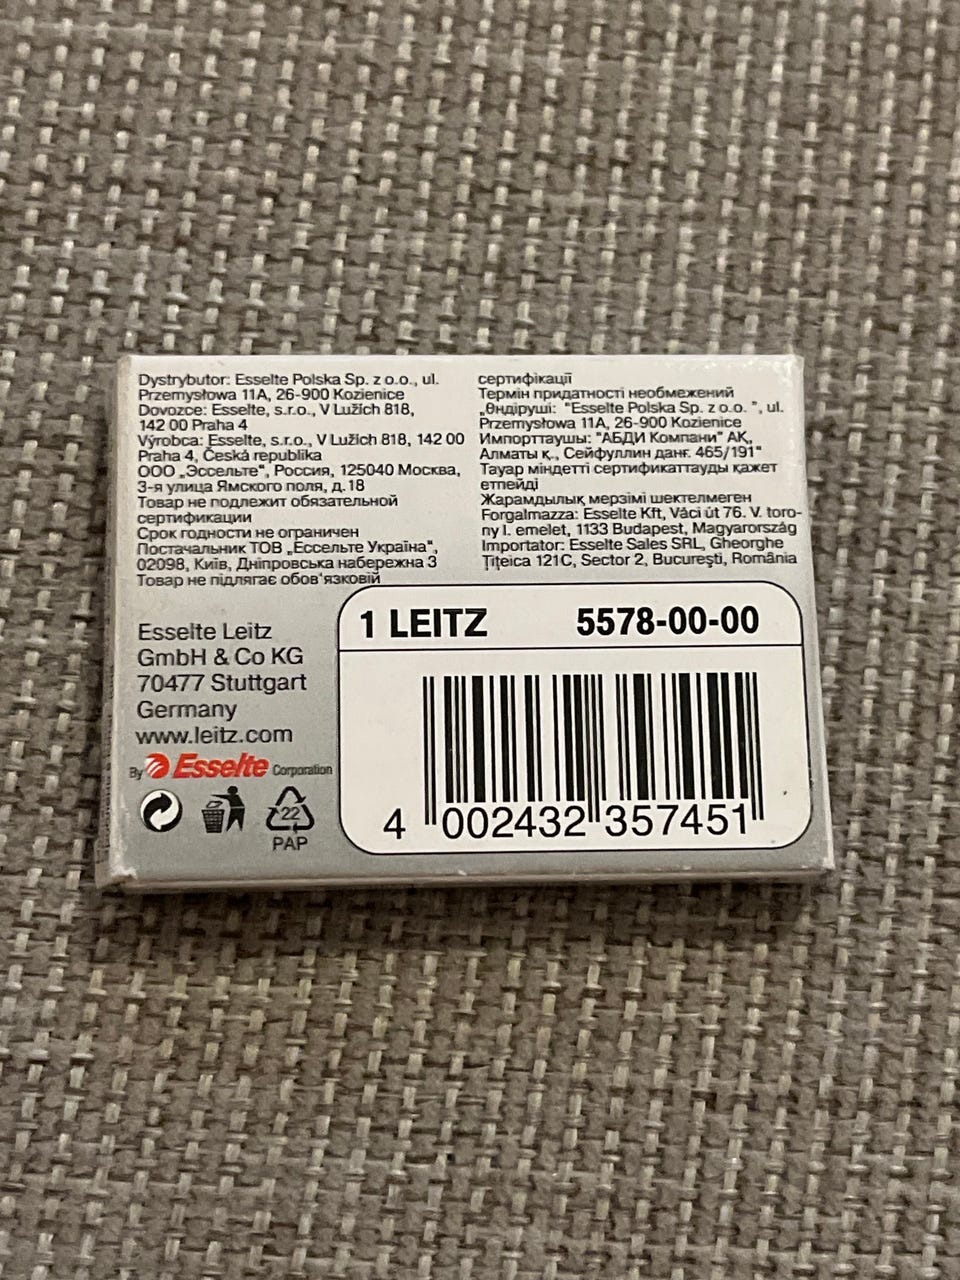 Dystrybutor: Esselte Polska Sp. z o.o., ul.
Przemysłowa 11A, 26-900 Kozienice
Dovozce: Esselte, s.r.o., V Lužích 818,
142 00 Praha 4
Výrobca: Esselte, s.r.o., V Lužích 818, 142 00
Praha 4, Česká republika
ООО „Эссельте“, Россия, 125040 Москва,
3-я улица Ямского поля, д.18
Товар не подлежит обязательной
сертификации
Срок годности не ограничен
Постачальник ТОВ „Ессельте Україна“,
02098, Київ, Дніпровська набережна 3
Товар не підлягає обов'язковій
сертифікації
Термін придатності необмежений
„Өндіруші: "Esselte Polska Sp. z o.o. ", ul.
Przemysłowa 11A, 26-900 Kozienice
Импорттаушы: "АБДИ Компани" АҚ,
Алматы қ., Сейфуллин данғ. 465/191"
Тауар міндетті сертификаттауды қажет
етпейді
Жарамдылық мерзімі шектелмеген
Forgalmazza: Esselte Kft, Váci út 76. V. toro-
ny I. emelet, 1133 Budapest, Magyarország
Importator: Esselte Sales SRL, Gheorghe
Țițeica 121C, Sector 2, București, România
Esselte Leitz
GmbH & Co KG
70477 Stuttgart
Germany
www.leitz.com
By Esselte Corporation
22
PAP
1 LEITZ 5578-00-00
4 002432 357451